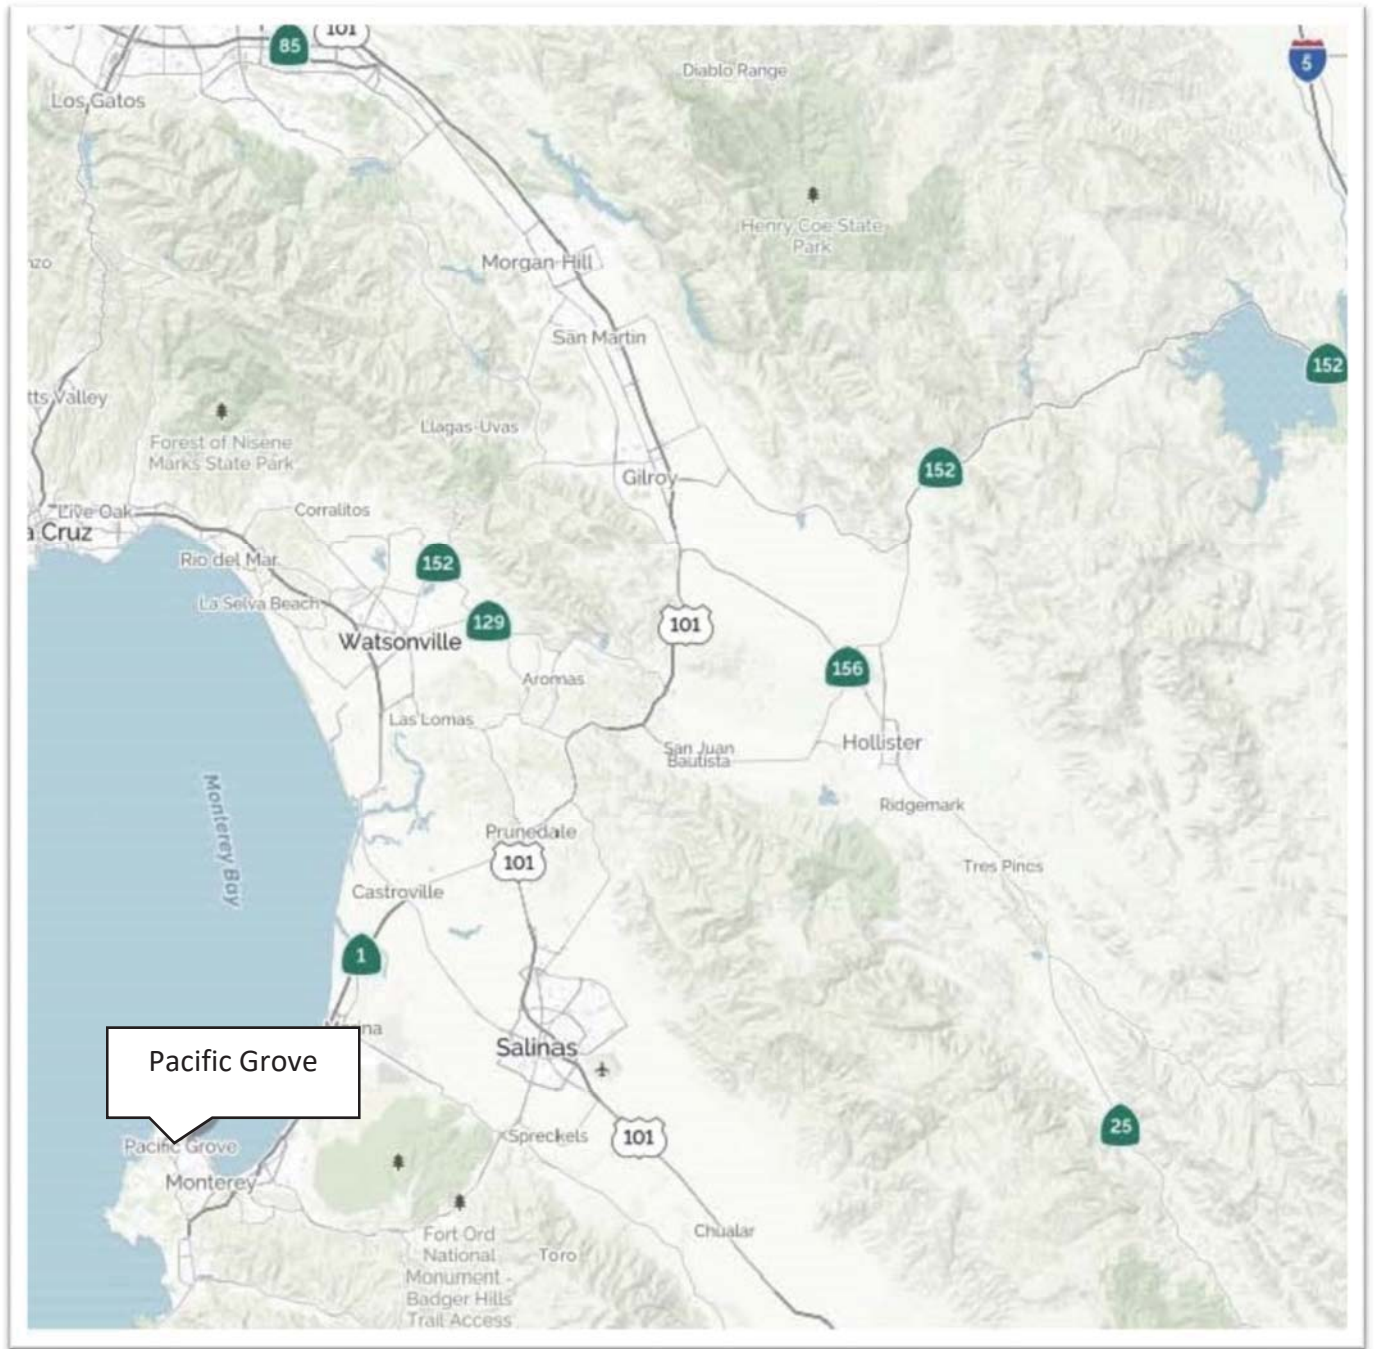 101
85
5
Diablo Range
Los Gatos
Henry Coe State
Park
Morgan Hill
San Martin
152
tts Valley
Llagas-Uvas
Forest of Nisene
Marks State Park
152
Gilroy
Live Oak
Corralitos
a Cruz
Rio del Mar
152
La Selva Beach
129
101
Watsonville
156
Aromas
Las Lomas
San Juan
Bautista
Hollister
Monterey Bay
Ridgemark
Prunedale
101
Tres Pinos
Castroville
1
Salinas
Pacific Grove
25
Spreckels
101
Pacific Grove
Monterey
Chualar
Fort Ord
National
Monument -
Badger Hills
Trail Access
Toro